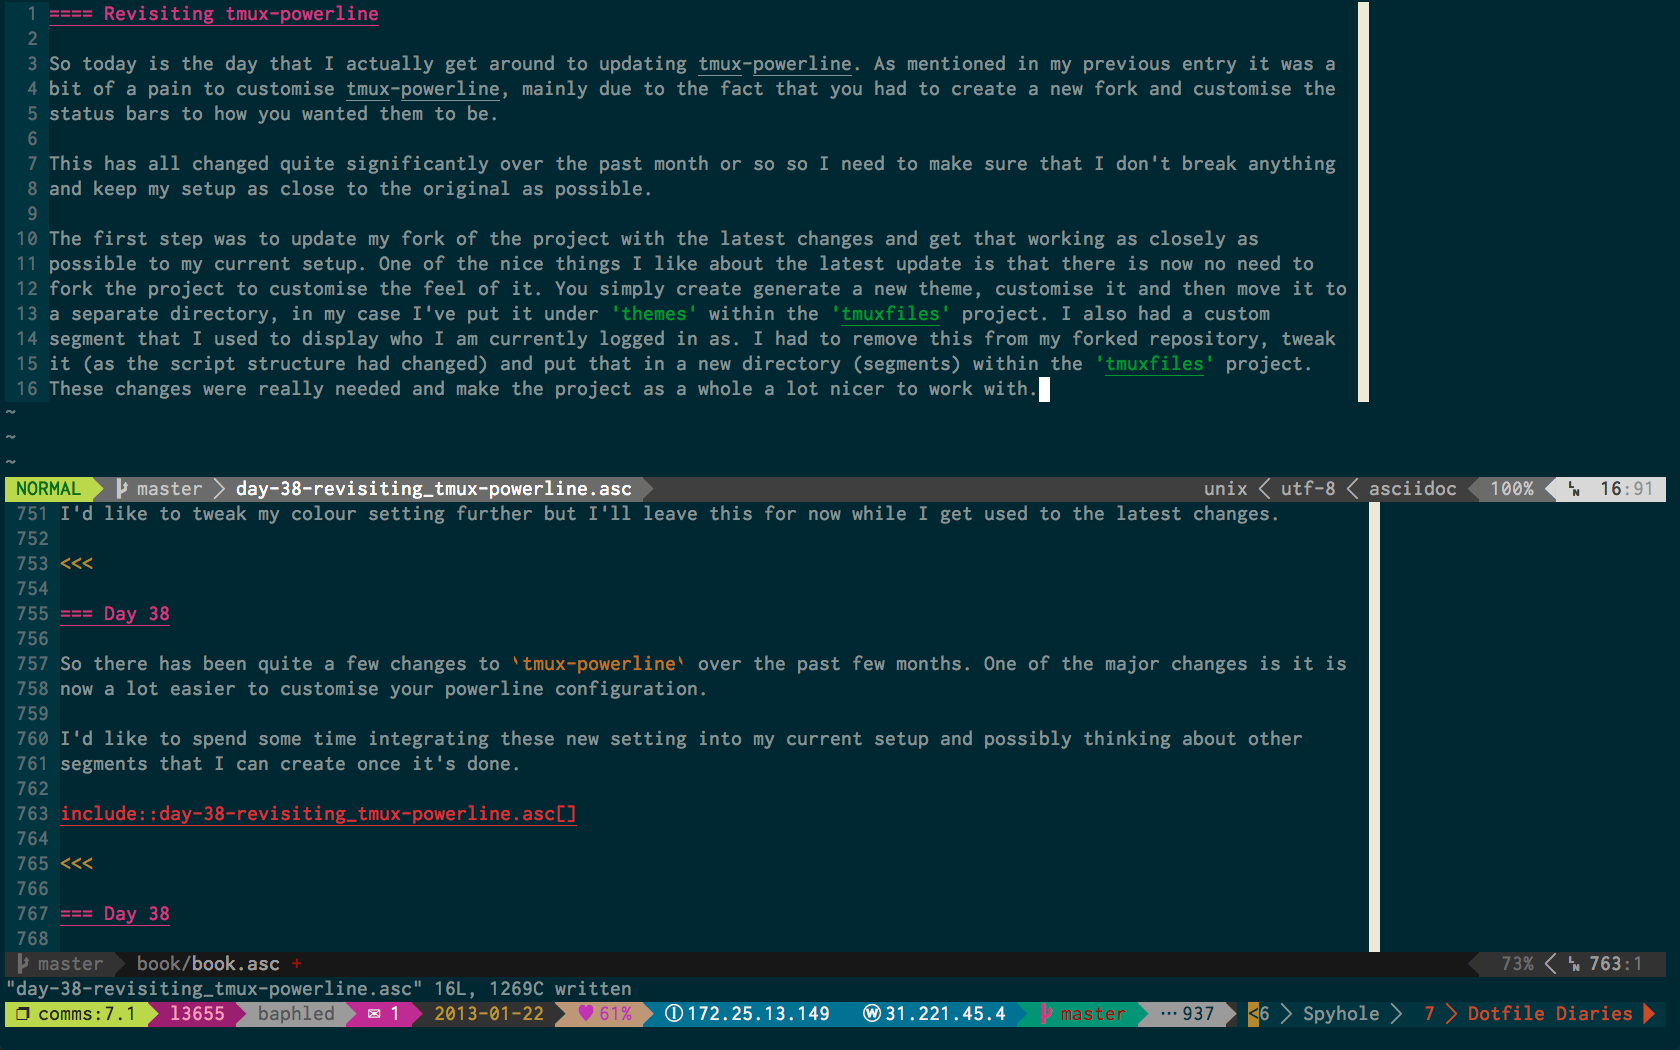 1 ==== Revisiting tmux-powerline
2
3 So today is the day that I actually get around to updating tmux-powerline. As mentioned in my previous entry it was a
4 bit of a pain to customise tmux-powerline, mainly due to the fact that you had to create a new fork and customise the
5 status bars to how you wanted them to be.
6
7 This has all changed quite significantly over the past month or so so I need to make sure that I don't break anything
8 and keep my setup as close to the original as possible.
9
10 The first step was to update my fork of the project with the latest changes and get that working as closely as
11 possible to my current setup. One of the nice things I like about the latest update is that there is now no need to
12 fork the project to customise the feel of it. You simply create generate a new theme, customise it and then move it to
13 a separate directory, in my case I've put it under 'themes' within the 'tmuxfiles' project. I also had a custom
14 segment that I used to display who I am currently logged in as. I had to remove this from my forked repository, tweak
15 it (as the script structure had changed) and put that in a new directory (segments) within the 'tmuxfiles' project.
16 These changes were really needed and make the project as a whole a lot nicer to work with.
~
~
~
NORMAL master day-38-revisiting_tmux-powerline.asc unix utf-8 asciidoc 100% LN 16:91
751 I'd like to tweak my colour setting further but I'll leave this for now while I get used to the latest changes.
752
753 <<<
754
755 === Day 38
756
757 So there has been quite a few changes to `tmux-powerline` over the past few months. One of the major changes is it is
758 now a lot easier to customise your powerline configuration.
759
760 I'd like to spend some time integrating these new setting into my current setup and possibly thinking about other
761 segments that I can create once it's done.
762
763 include::day-38-revisiting_tmux-powerline.asc[]
764
765 <<<
766
767 === Day 38
768
master book/book.asc + 73% LN 763:1
"day-38-revisiting_tmux-powerline.asc" 16L, 1269C written
❐ comms:7.1 l3655 baphled ✉ 1 2013-01-22 ♥61% Ⓘ172.25.13.149 ⓦ31.221.45.4 master ⋯937 <6 Spyhole 7 Dotfile Diaries